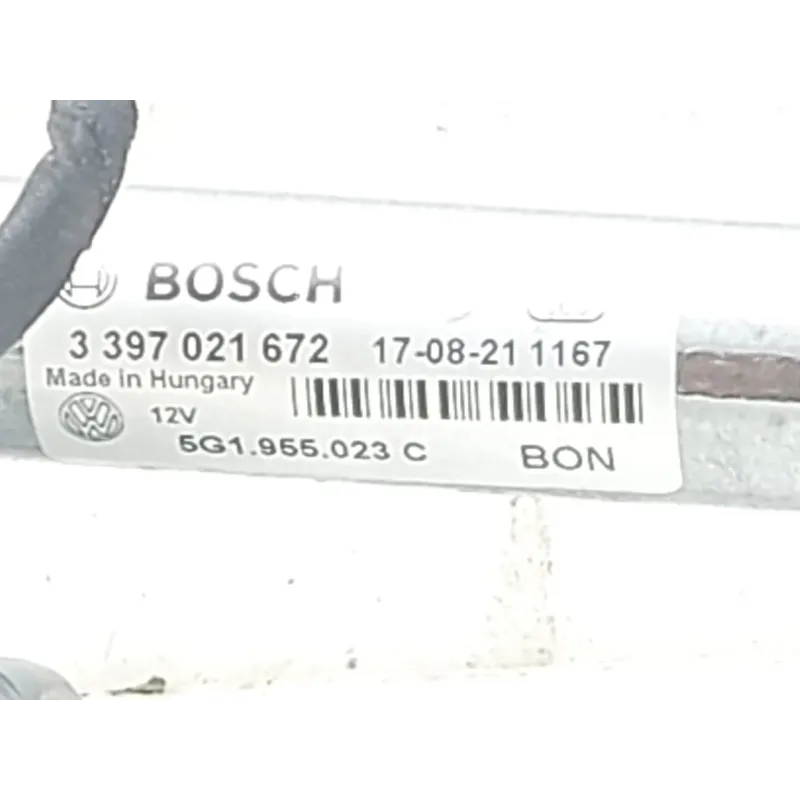 BOSCH
3 397 021 672 17-08-21 1167
Made in Hungary
12V
5G1.955.023 C BON